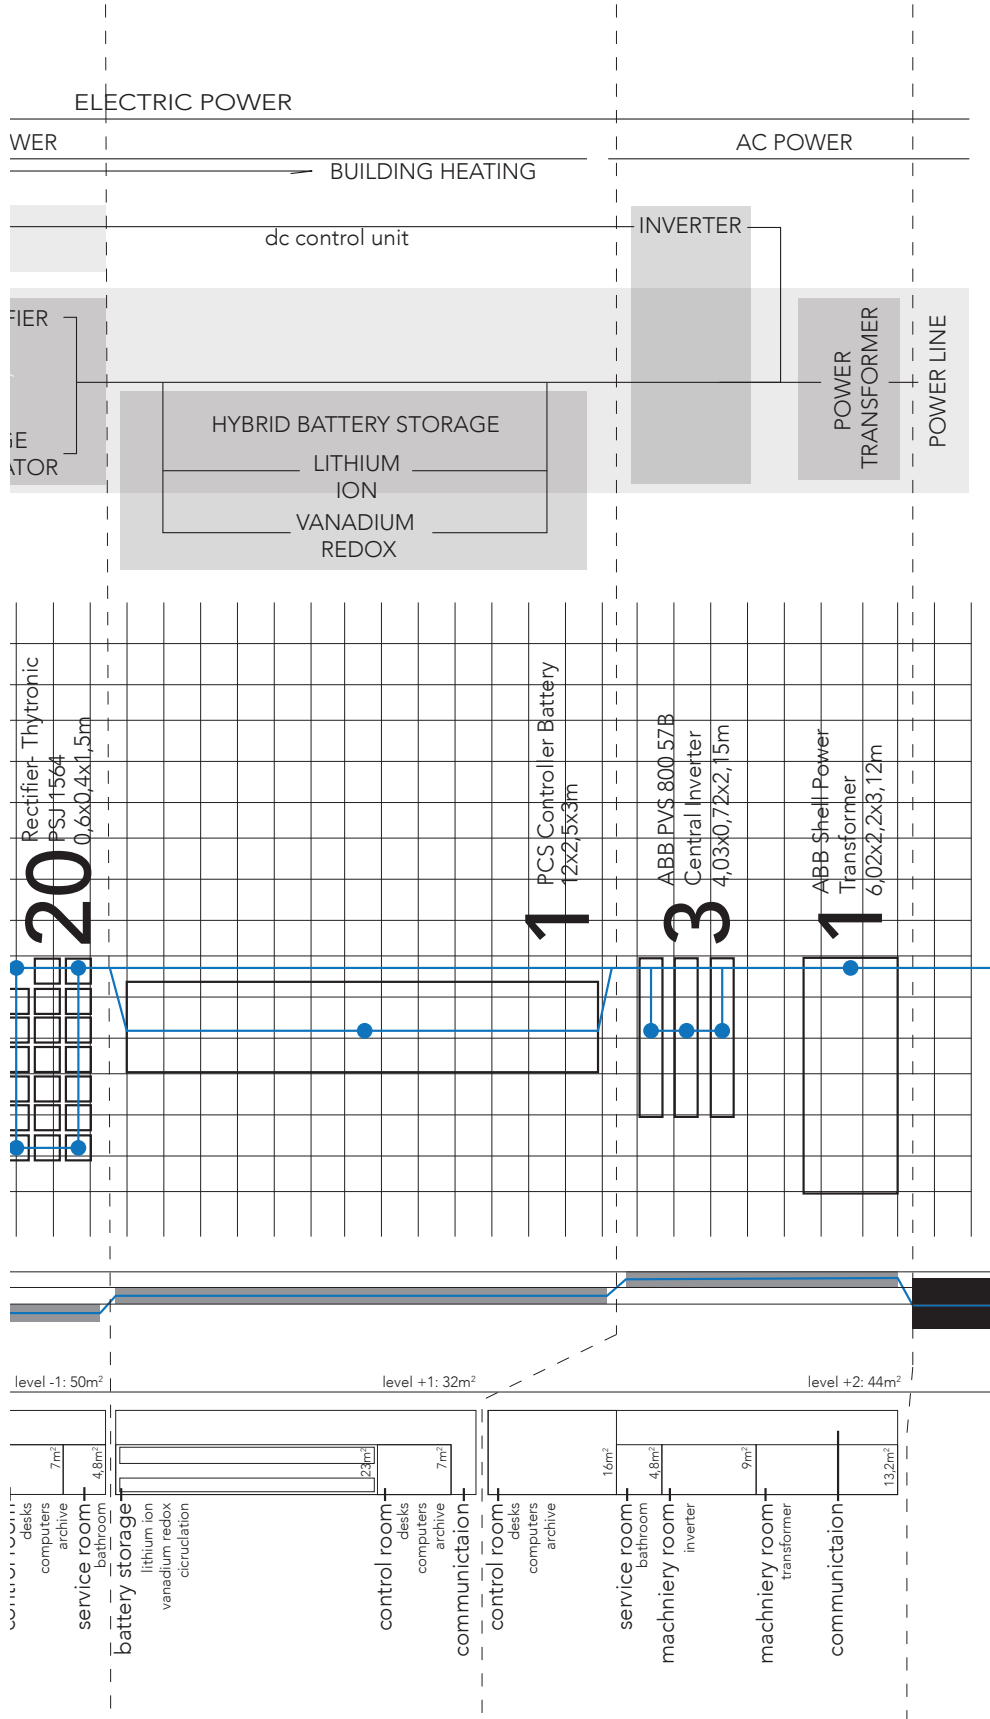 ELECTRIC POWER
WER
AC POWER
BUILDING HEATING
dc control unit
INVERTER
FIER
POWER
TRANSFORMER
POWER LINE
HYBRID BATTERY STORAGE
LITHIUM
ION
VANADIUM
REDOX
GE
ATOR
20
Rectifier- Thytronic
PSJ 1564
0,6x0,4x1,5m
1
PCS Controller Battery
12x2,5x3m
3
ABB PVS 800 57B
Central Inverter
4,03x0,72x2,15m
1
ABB Shell Power
Transformer
6,02x2,2x3,12m
level -1: 50m²
level +1: 32m²
level +2: 44m²
7m²
4,8m²
23m²
7m²
16m²
4,8m²
9m²
13,2m²
control room
desks
computers
archive
service room
bathroom
battery storage
lithium ion
vanadium redox
cicruclation
control room
desks
computers
archive
communictaion
control room
desks
computers
archive
service room
bathroom
machniery room
inverter
machniery room
transformer
communictaion